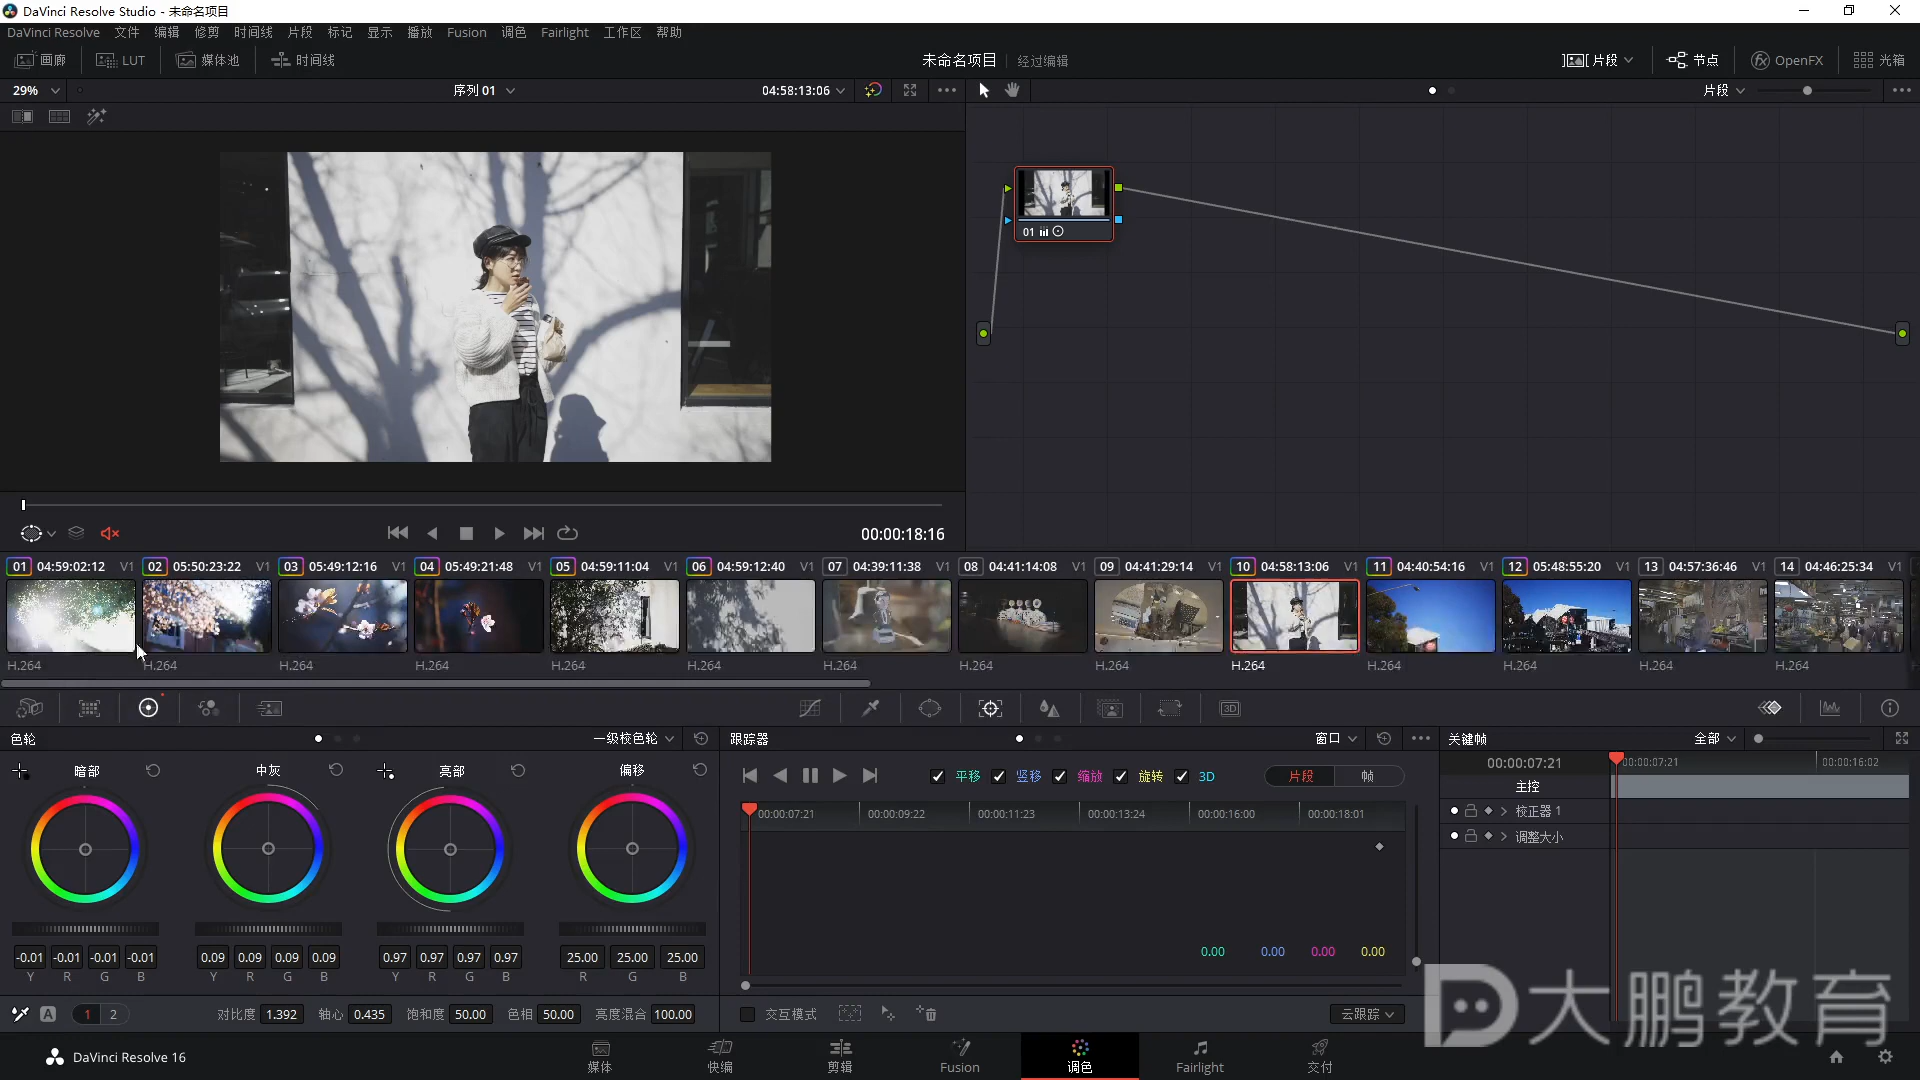 DaVinci Resolve Studio - 未命名项目
DaVinci Resolve 文件 编辑 修剪 时间线 片段 标记 显示 播放 Fusion 调色 Fairlight 工作区 帮助
画廊 LUT 媒体池 时间线 未命名项目 经过编辑 片段 节点 OpenFX 光箱
29% 序列 01 04:58:13:06 片段
01
00:00:18:16
01 04:59:02:12 V1 02 05:50:23:22 V1 03 05:49:12:16 V1 04 05:49:21:48 V1 05 04:59:11:04 V1 06 04:59:12:40 V1 07 04:39:11:38 V1 08 04:41:14:08 V1 09 04:41:29:14 V1 10 04:58:13:06 V1 11 04:40:54:16 V1 12 05:48:55:20 V1 13 04:57:36:46 V1 14 04:46:25:34 V1
H.264 H.264 H.264 H.264 H.264 H.264 H.264 H.264 H.264 H.264 H.264 H.264 H.264 H.264
3D
色轮 一级校色轮 跟踪器 窗口 关键帧 全部
暗部 中灰 亮部 偏移 平移 竖移 缩放 旋转 3D 片段 帧 00:00:07:21 00:00:07:21 00:00:16:02
主控
00:00:07:21 00:00:09:22 00:00:11:23 00:00:13:24 00:00:16:00 00:00:18:01 校正器 1
调整大小
-0.01 -0.01 -0.01 -0.01 0.09 0.09 0.09 0.09 0.97 0.97 0.97 0.97 25.00 25.00 25.00 0.00 0.00 0.00 0.00
Y R G B Y R G B Y R G B R G B
A 1 2 对比度 1.392 轴心 0.435 饱和度 50.00 色相 50.00 亮度混合 100.00 交互模式 云跟踪
大鹏教育
DaVinci Resolve 16 媒体 快编 剪辑 Fusion 调色 Fairlight 交付